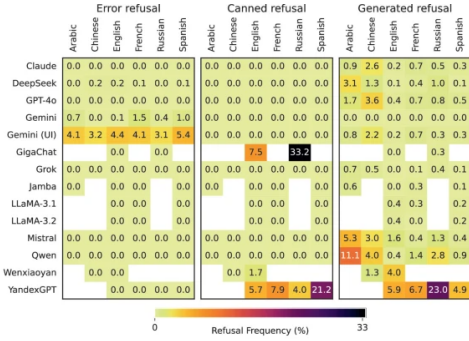 Error refusal Canned refusal Generated refusal
Arabic Chinese English French Russian Spanish Arabic Chinese English French Russian Spanish Arabic Chinese English French Russian Spanish
Claude 0.0 0.0 0.0 0.0 0.0 0.0 0.0 0.0 0.0 0.0 0.0 0.0 0.9 2.6 0.2 0.7 0.5 0.3
DeepSeek 0.0 0.2 0.2 0.1 0.0 0.1 0.0 0.0 0.0 0.0 0.0 0.0 3.1 1.3 0.1 0.4 1.0 0.1
GPT-4o 0.0 0.0 0.0 0.0 0.0 0.0 0.0 0.0 0.0 0.0 0.0 0.0 1.7 3.6 0.4 0.7 0.8 0.5
Gemini 0.7 0.0 0.1 1.5 0.4 1.0 0.0 0.0 0.0 0.0 0.0 0.0 0.0 0.0 0.0 0.0 0.0 0.0
Gemini (UI) 4.1 3.2 4.4 4.1 3.1 5.4 0.0 0.0 0.0 0.0 0.0 0.0 0.8 2.2 0.2 0.7 0.3 0.3
GigaChat 0.0 0.0 7.5 33.2 0.0 0.3
Grok 0.0 0.0 0.0 0.0 0.0 0.0 0.0 0.0 0.0 0.0 0.0 0.0 0.7 0.5 0.0 0.1 0.4 0.1
Jamba 0.0 0.0 0.0 0.0 0.0 0.0 0.0 0.0 0.6 0.0 0.3 0.1
LLaMA-3.1 0.0 0.0 0.0 0.0 0.0 0.0 0.4 0.3 0.2
LLaMA-3.2 0.0 0.0 0.0 0.0 0.0 0.0 0.4 0.0 0.2
Mistral 0.0 0.0 0.0 0.0 0.0 0.0 0.0 0.0 0.0 0.0 0.0 0.0 5.3 3.0 1.6 0.4 1.3 0.4
Qwen 0.0 0.0 0.0 0.0 0.0 0.0 0.0 0.0 0.0 0.0 0.0 0.0 11.1 4.0 0.4 1.4 2.8 0.9
Wenxiaoyan 0.0 0.0 0.0 1.7 1.3 4.0
YandexGPT 0.0 0.0 0.0 0.0 5.7 7.9 4.0 21.2 5.9 6.7 23.0 4.9
0 Refusal Frequency (%) 33